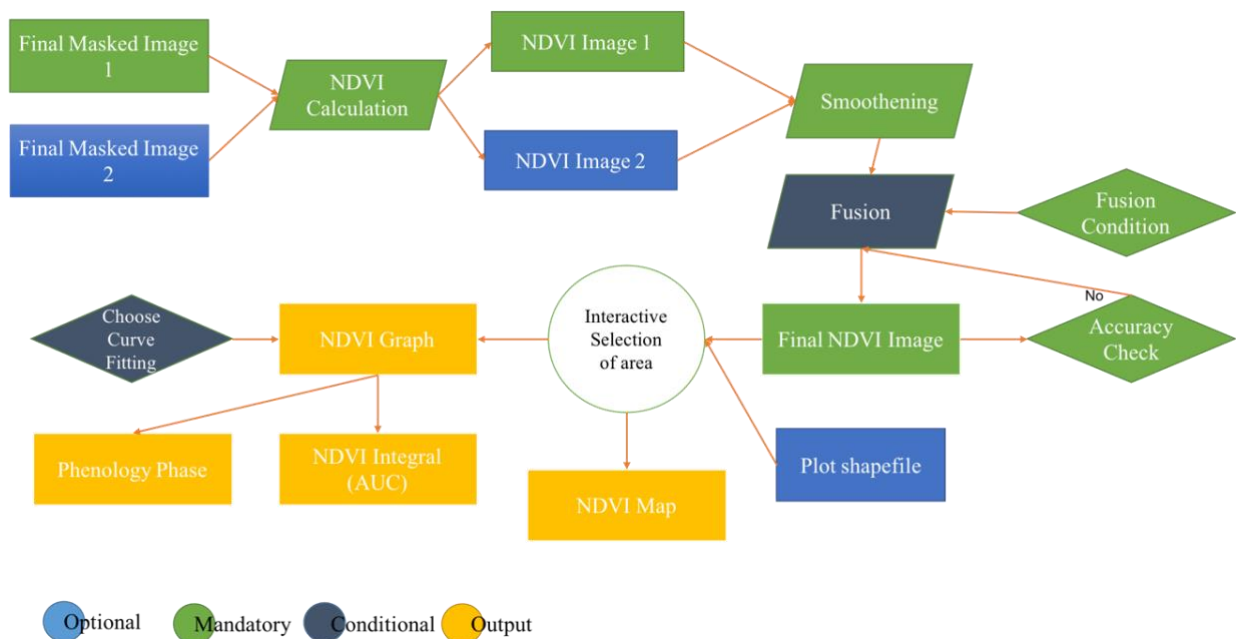 Final Masked Image
1
NDVI
Calculation
NDVI Image 1
Smoothening
Final Masked Image
2
NDVI Image 2
Fusion
Fusion
Condition
No
Choose
Curve
Fitting
NDVI Graph
Interactive
Selection
of area
Final NDVI Image
Accuracy
Check
Phenology Phase
NDVI Integral
(AUC)
NDVI Map
Plot shapefile
Optional
Mandatory
Conditional
Output